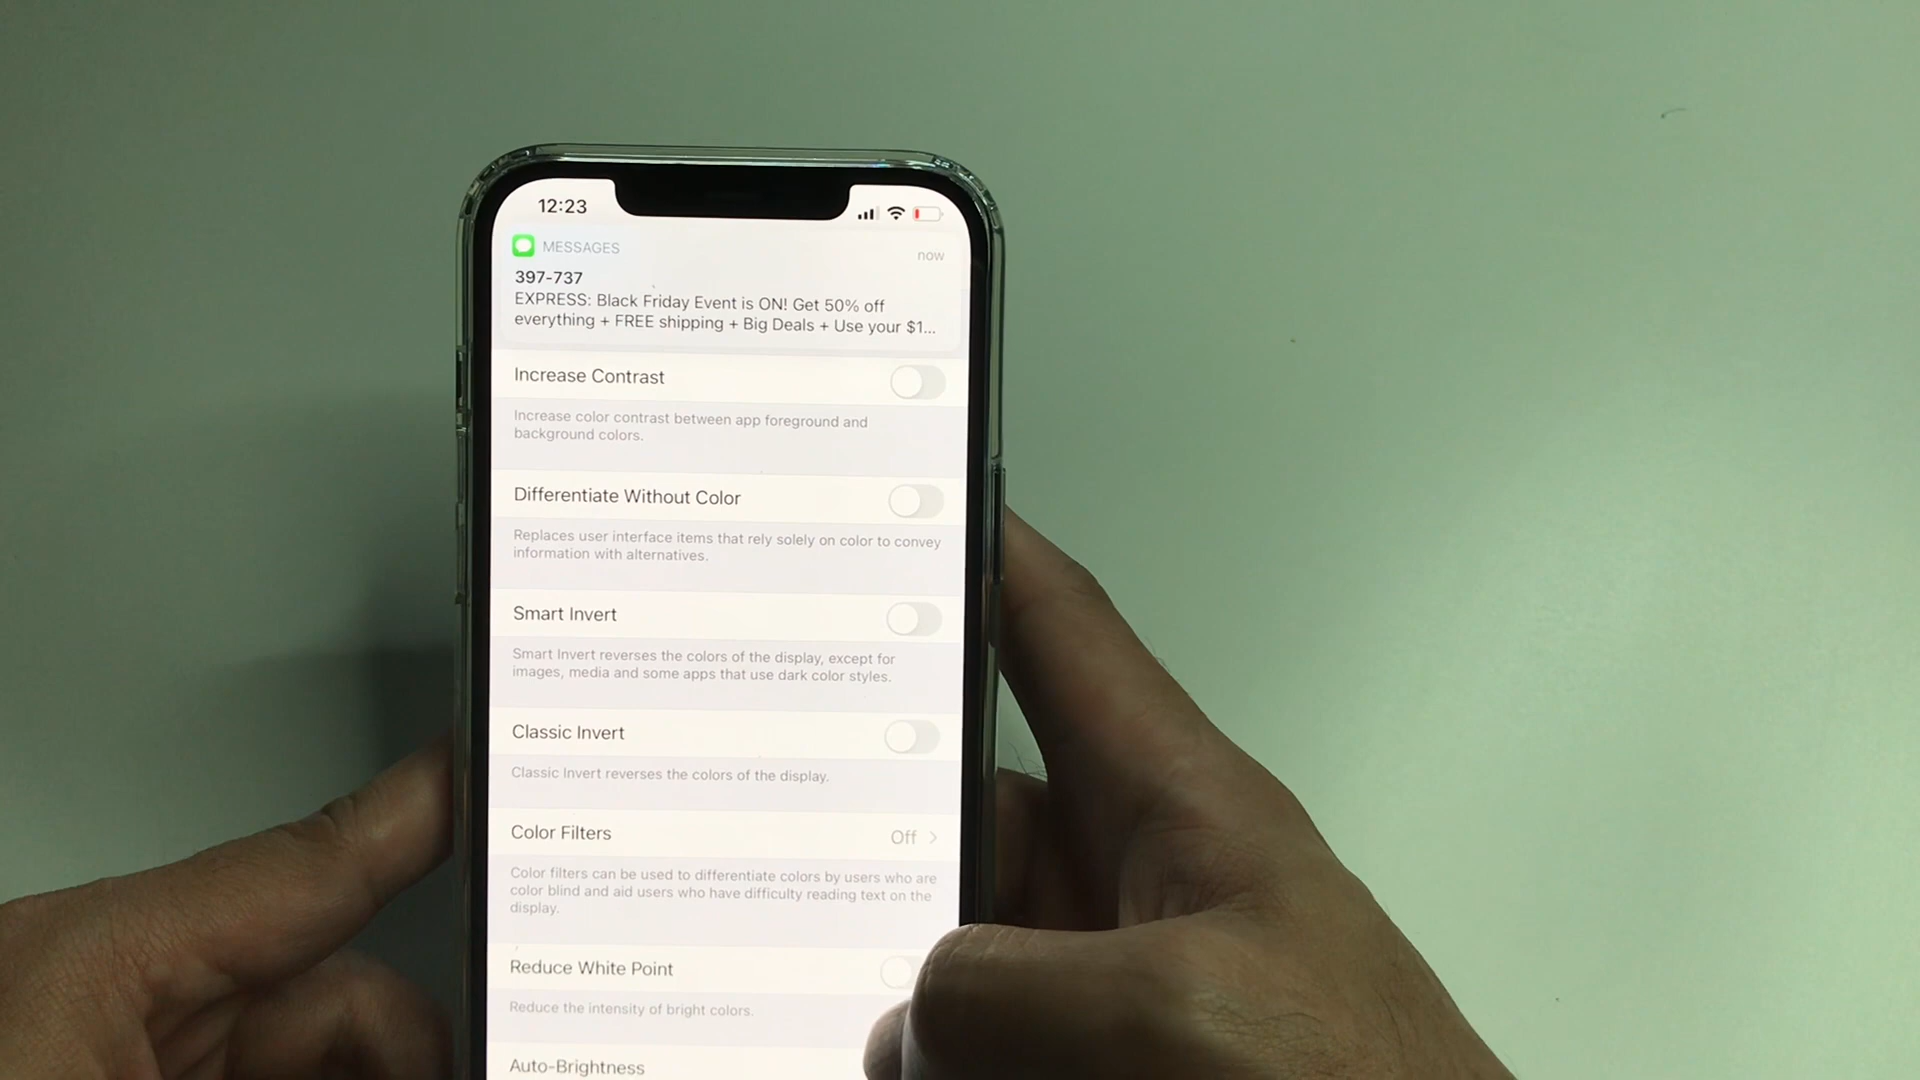 12:23
MESSAGES
now
397-737
EXPRESS: Black Friday Event is ON! Get 50% off
everything + FREE shipping + Big Deals + Use your $1...
Increase Contrast
Increase color contrast between app foreground and
background colors.
Differentiate Without Color
Replaces user interface items that rely solely on color to convey
information with alternatives.
Smart Invert
Smart Invert reverses the colors of the display, except for
images, media and some apps that use dark color styles.
Classic Invert
Classic Invert reverses the colors of the display.
Color Filters
Off
Color filters can be used to differentiate colors by users who are
color blind and aid users who have difficulty reading text on the
display.
Reduce White Point
Reduce the intensity of bright colors.
Auto-Brightness